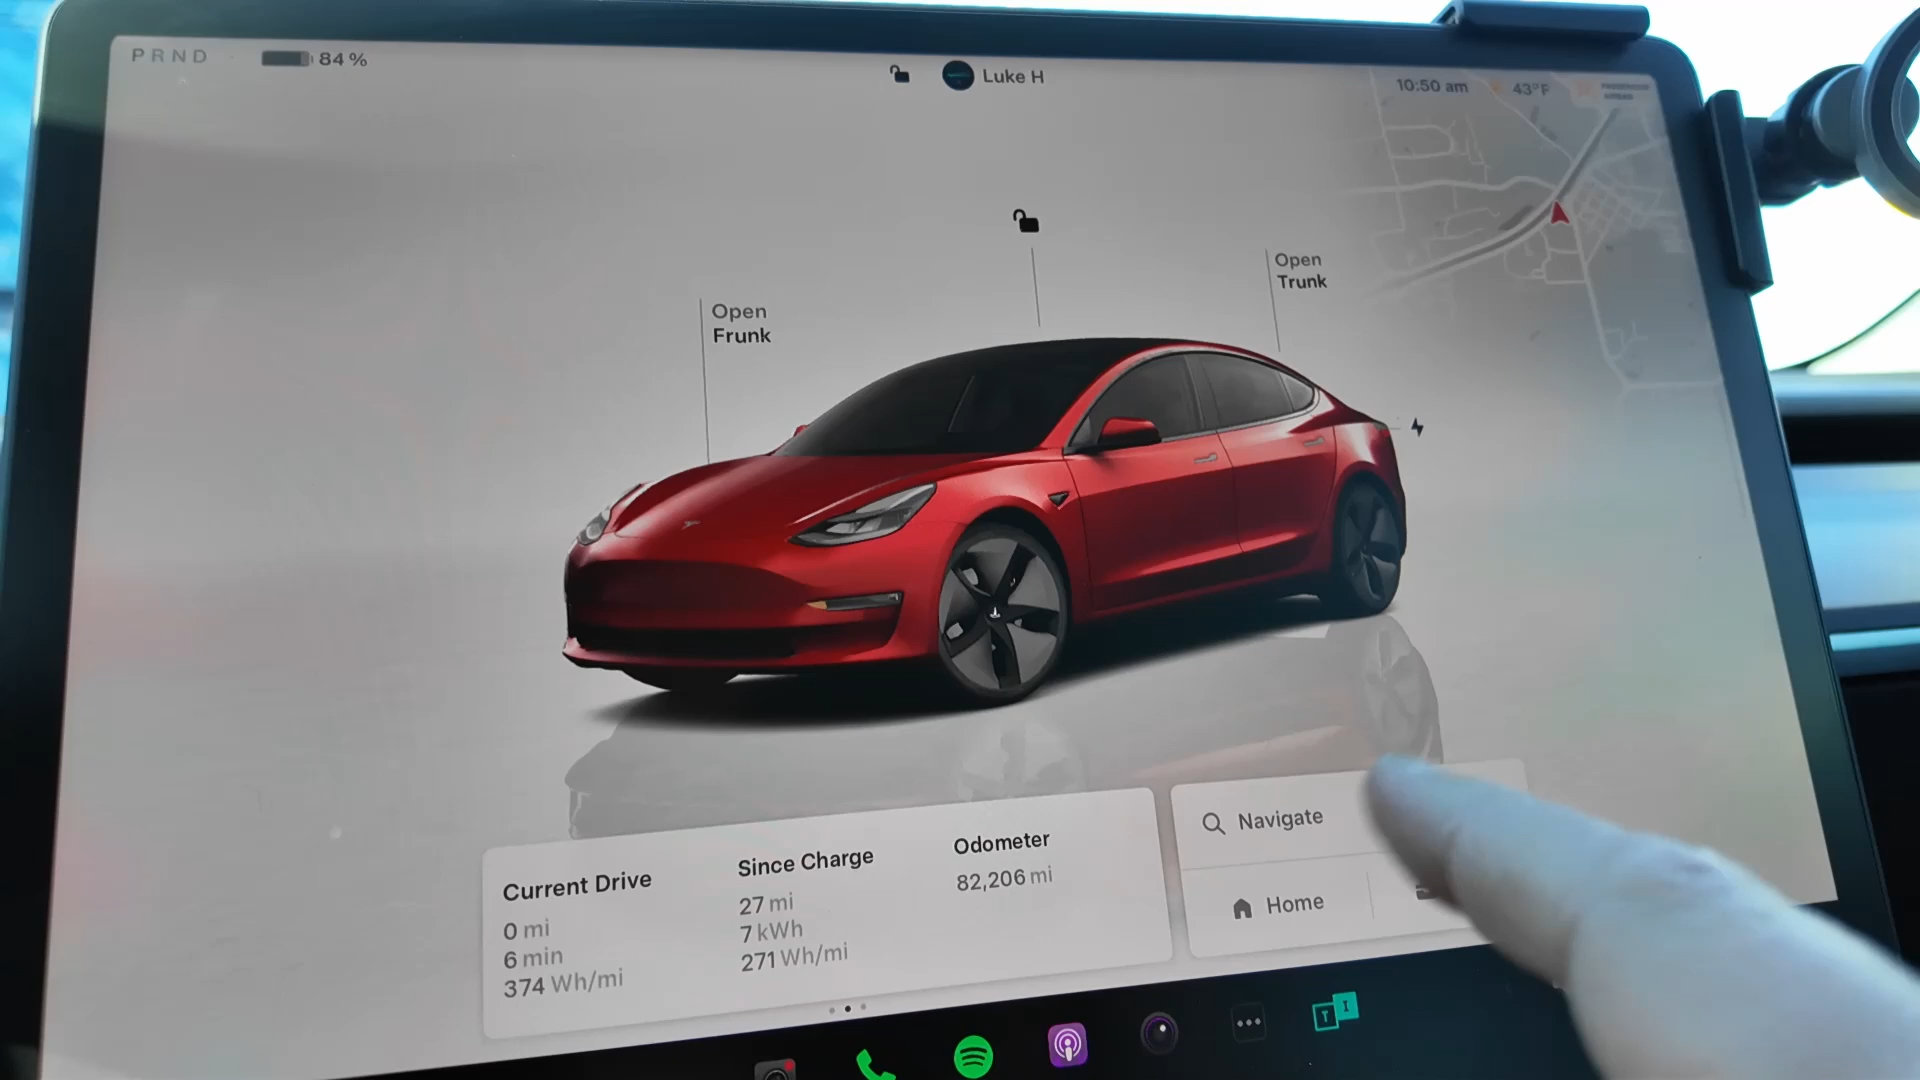 P R N D
84 %
Luke H
10:50 am
43°F
Open
Trunk
Open
Frunk
Current Drive
0 mi
6 min
374 Wh/mi
Since Charge
27 mi
7 kWh
271 Wh/mi
Odometer
82,206 mi
Navigate
Home
T I